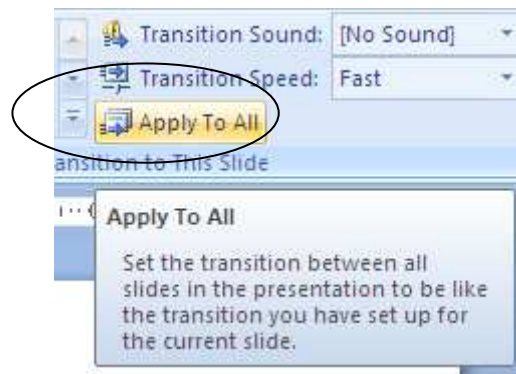 Transition Sound: [No Sound]
Transition Speed: Fast
Apply To All
ansition to This Slide
Apply To All
Set the transition between all
slides in the presentation to be like
the transition you have set up for
the current slide.